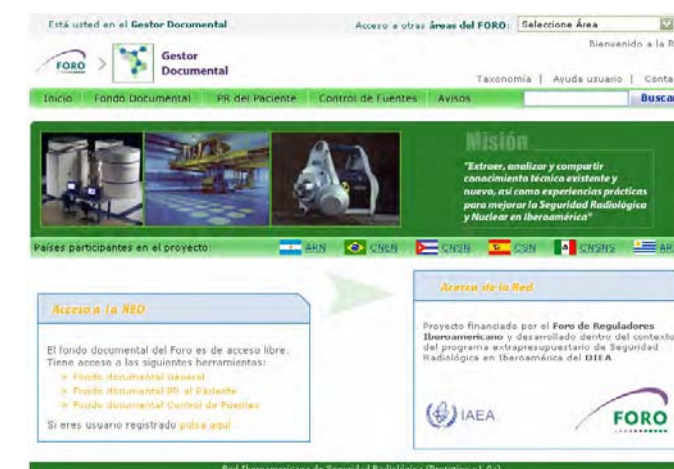 Está usted en el Gestor Documental
Acceso a otras áreas del FORO: Seleccione Área
Bienvenido a la R
FORO > Gestor
Documental
Taxonomía | Ayuda usuario | Conta
Inicio Fondo Documental PR del Paciente Control de Fuentes Avisos Buscar
Misión
"Extraer, analizar y compartir
conocimiento técnico existente y
nuevo, así como experiencias prácticas
para mejorar la Seguridad Radiológica
y Nuclear en Iberoamérica"
Países participantes en el proyecto: ARN CNEN CNSN CSN CNSNS AR
Acceso a la RED
El fondo documental del Foro es de acceso libre.
Tiene acceso a las siguientes herramientas:
» Fondo documental General
» Fondo documental PR al Paciente
» Fondo documental Control de Fuentes
Si eres usuario registrado pulsa aquí
Acerca de la Red
Proyecto financiado por el Foro de Reguladores
Iberoamericano y desarrollado dentro del contexto
del programa extrapresupuestario de Seguridad
Radiológica en Iberoamérica del OIEA
IAEA
FORO
Red Iberoamericana de Seguridad Radiológica (Prototipo v1.0a)